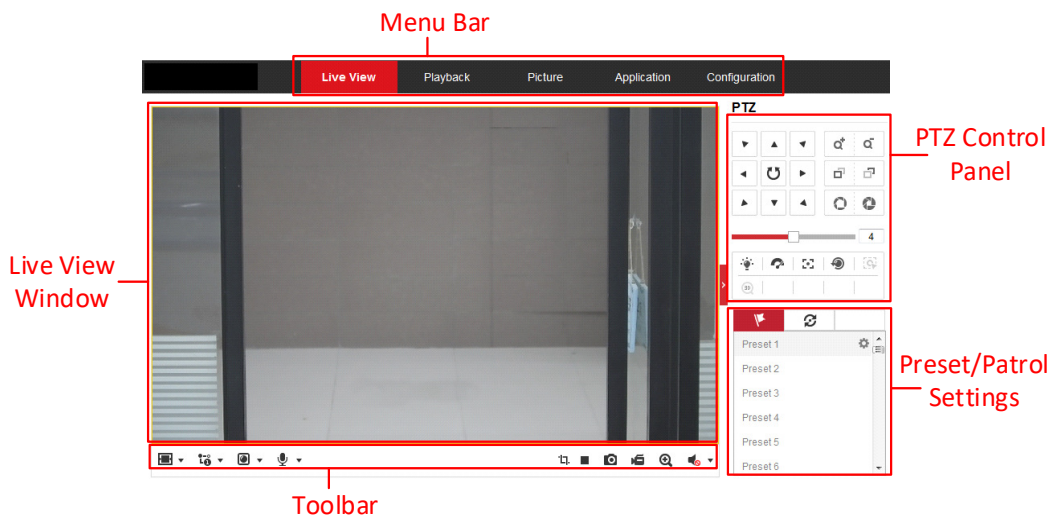 Menu Bar
Live View
Playback
Picture
Application
Configuration
PTZ
PTZ Control
Panel
4
Live View
Window
Preset 1
Preset 2
Preset 3
Preset 4
Preset 5
Preset 6
Preset/Patrol
Settings
Toolbar